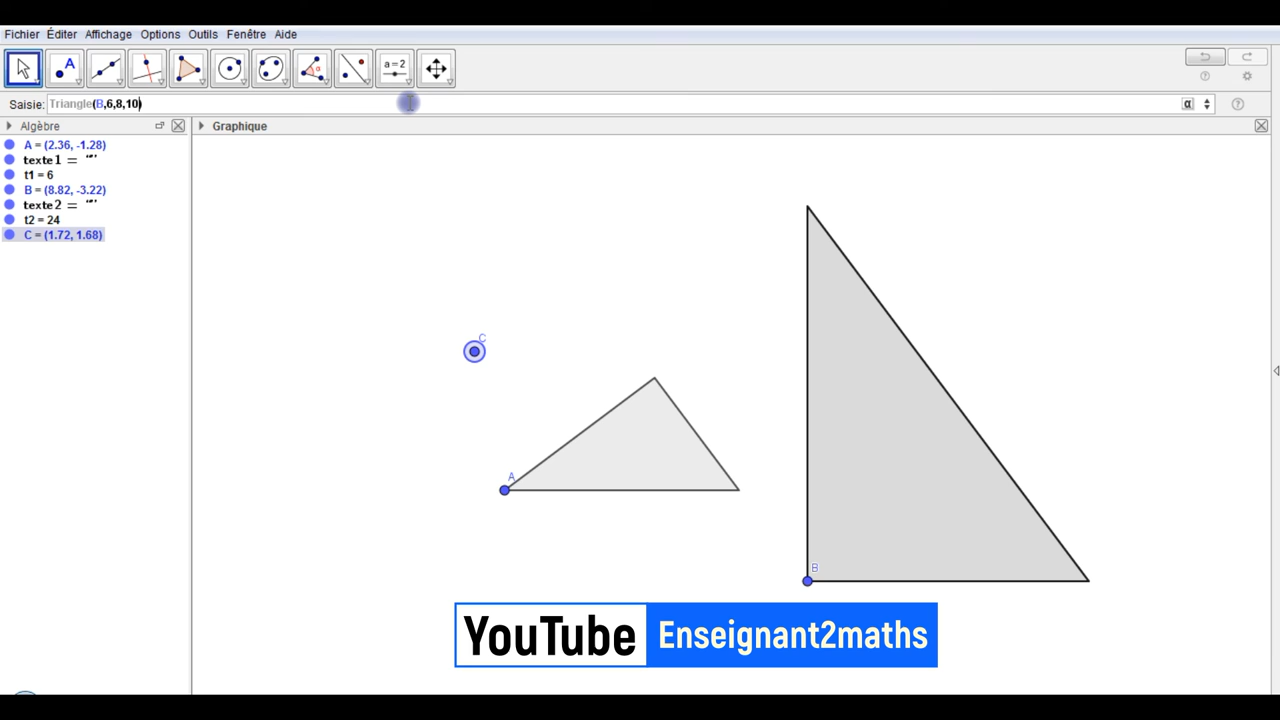 Fichier Éditer Affichage Options Outils Fenêtre Aide
A α a = 2
Saisie: Triangle(B,6,8,10) α
Algèbre Graphique
A = (2.36, -1.28)
texte1 = “”
t1 = 6
B = (8.82, -3.22)
texte2 = “”
t2 = 24
C = (1.72, 1.68)
C
A
B
YouTube Enseignant2maths